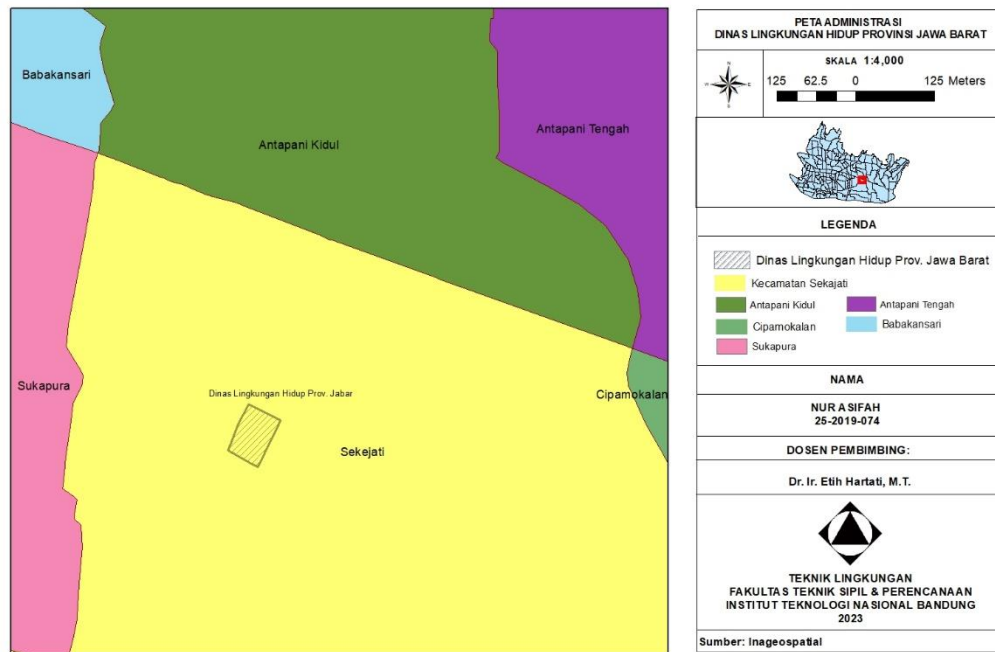 Babakansari
Antapani Kidul
Antapani Tengah
Sukapura
Dinas Lingkungan Hidup Prov. Jabar
Sekejati
Cipamokalan
PETA ADMINISTRASI
DINAS LINGKUNGAN HIDUP PROVINSI JAWA BARAT
SKALA 1:4,000
125 62.5 0 125 Meters
N
W E
S
LEGENDA
Dinas Lingkungan Hidup Prov. Jawa Barat
Kecamatan Sekajati
Antapani Kidul Antapani Tengah
Cipamokalan Babakansari
Sukapura
NAMA
NUR ASIFAH
25-2019-074
DOSEN PEMBIMBING:
Dr. Ir. Etih Hartati, M.T.
TEKNIK LINGKUNGAN
FAKULTAS TEKNIK SIPIL & PERENCANAAN
INSTITUT TEKNOLOGI NASIONAL BANDUNG
2023
Sumber: Inageospatial